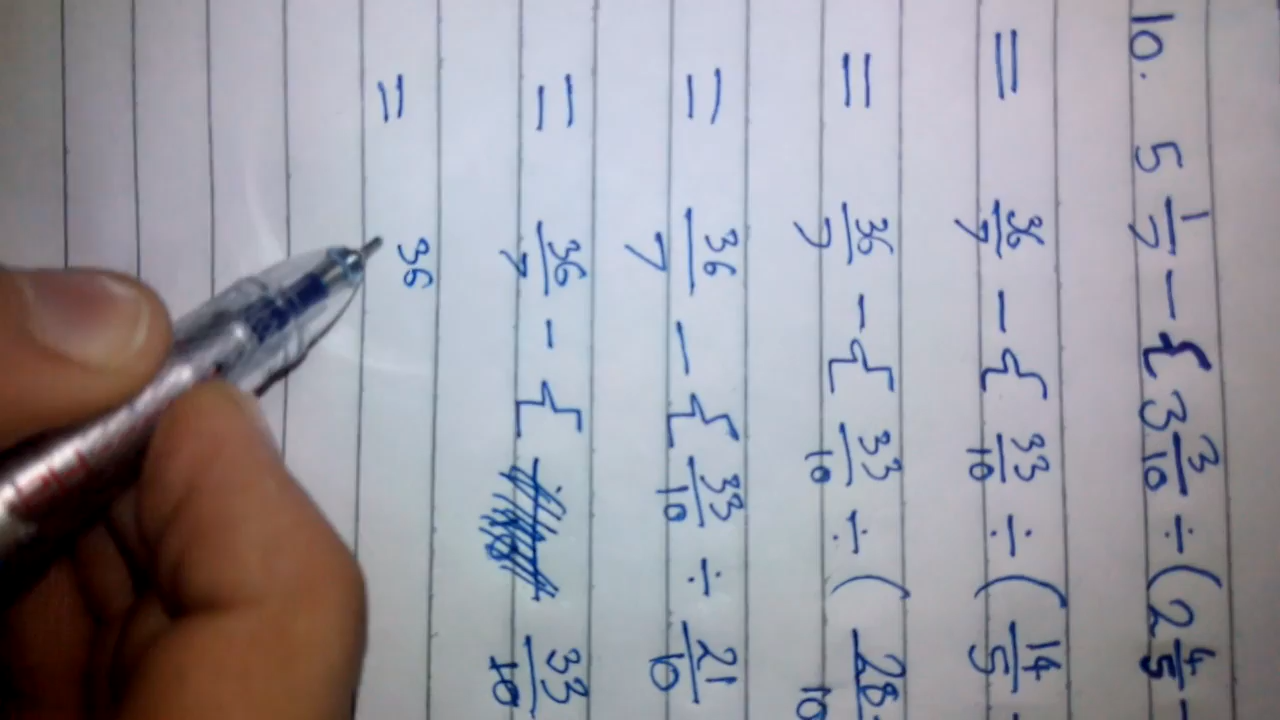 10. 5 1/7 - { 3 3/10 ÷ ( 2 4/5 -
= 36/7 - { 33/10 ÷ ( 14/5 -
= 36/7 - { 33/10 ÷ ( 28/10
= 36/7 - { 33/10 ÷ 21/10
= 36/7 - { 33/10
= 36